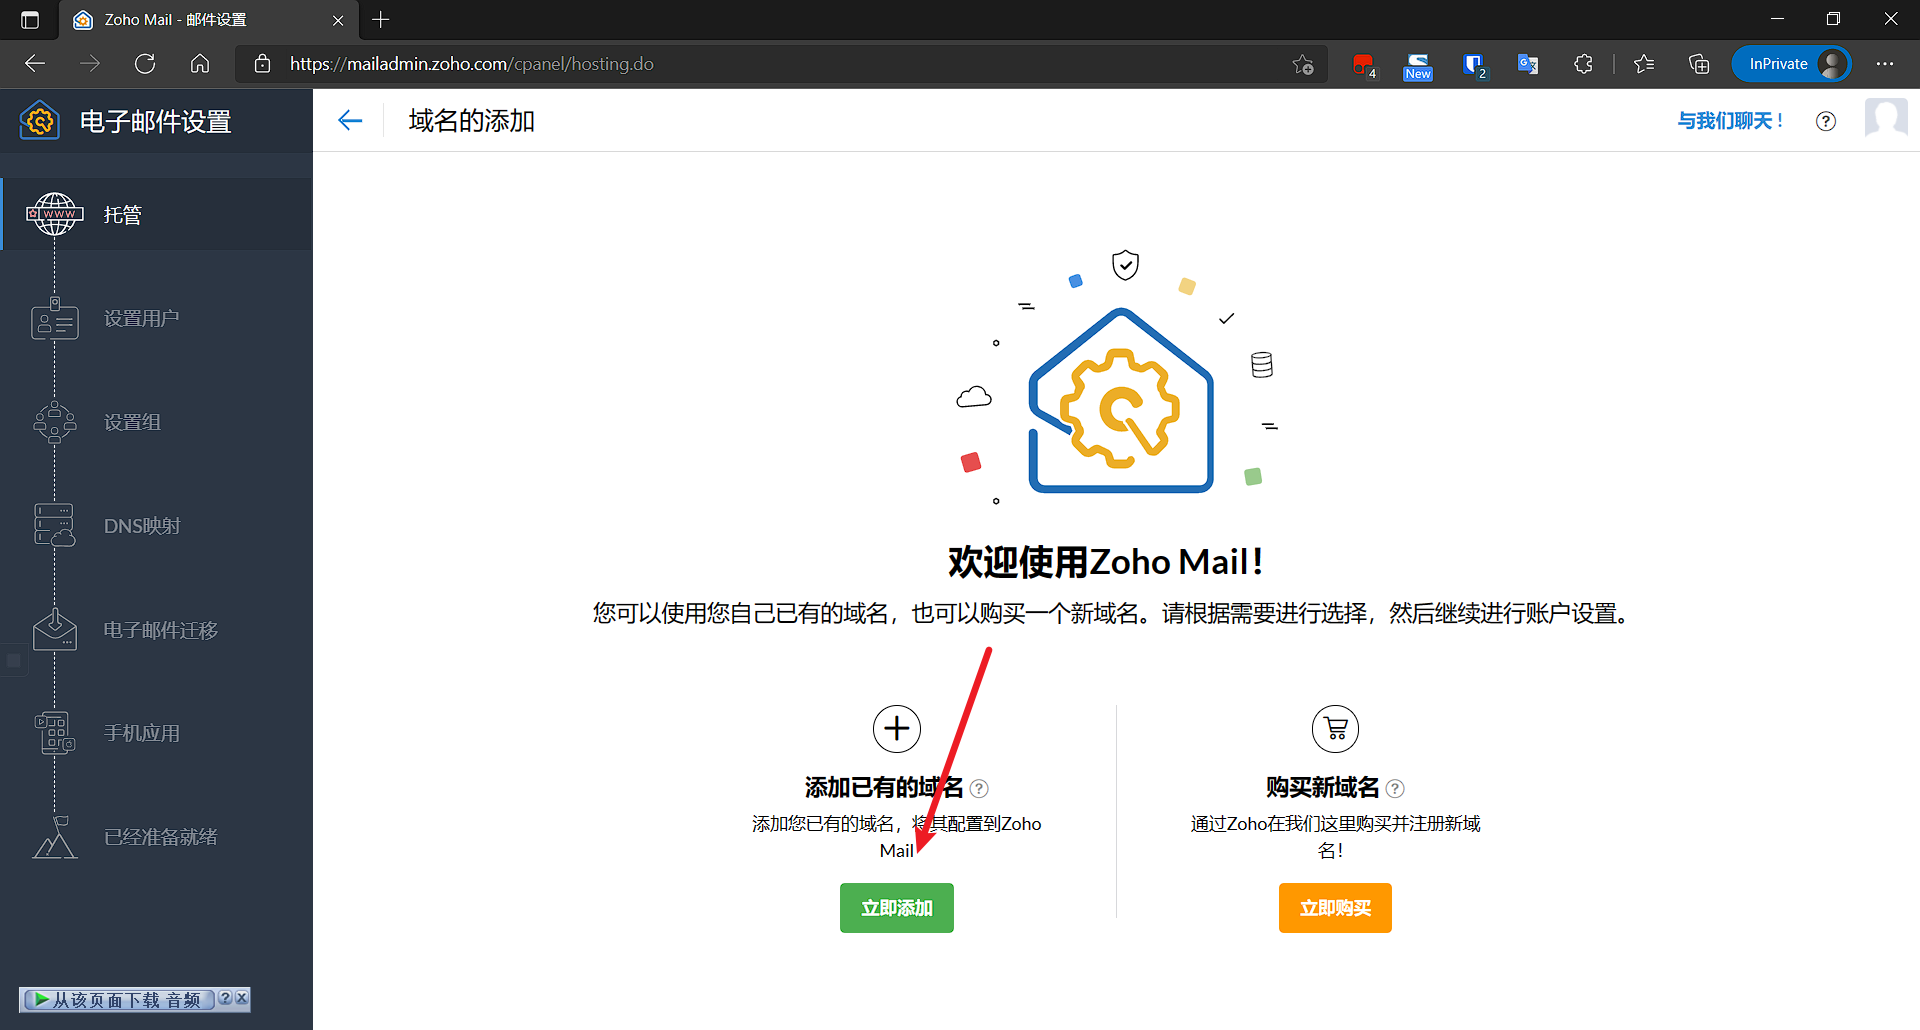 Zoho Mail - 邮件设置
https://mailadmin.zoho.com/cpanel/hosting.do
4
New
2
InPrivate
电子邮件设置
域名的添加
与我们聊天！
WWW
托管
设置用户
设置组
DNS映射
电子邮件迁移
手机应用
已经准备就绪
欢迎使用Zoho Mail！
您可以使用您自己已有的域名，也可以购买一个新域名。请根据需要进行选择，然后继续进行账户设置。
添加已有的域名 ?
添加您已有的域名，将其配置到Zoho
Mail
立即添加
购买新域名 ?
通过Zoho在我们这里购买并注册新域
名！
立即购买
从该页面下载 音频 ? X